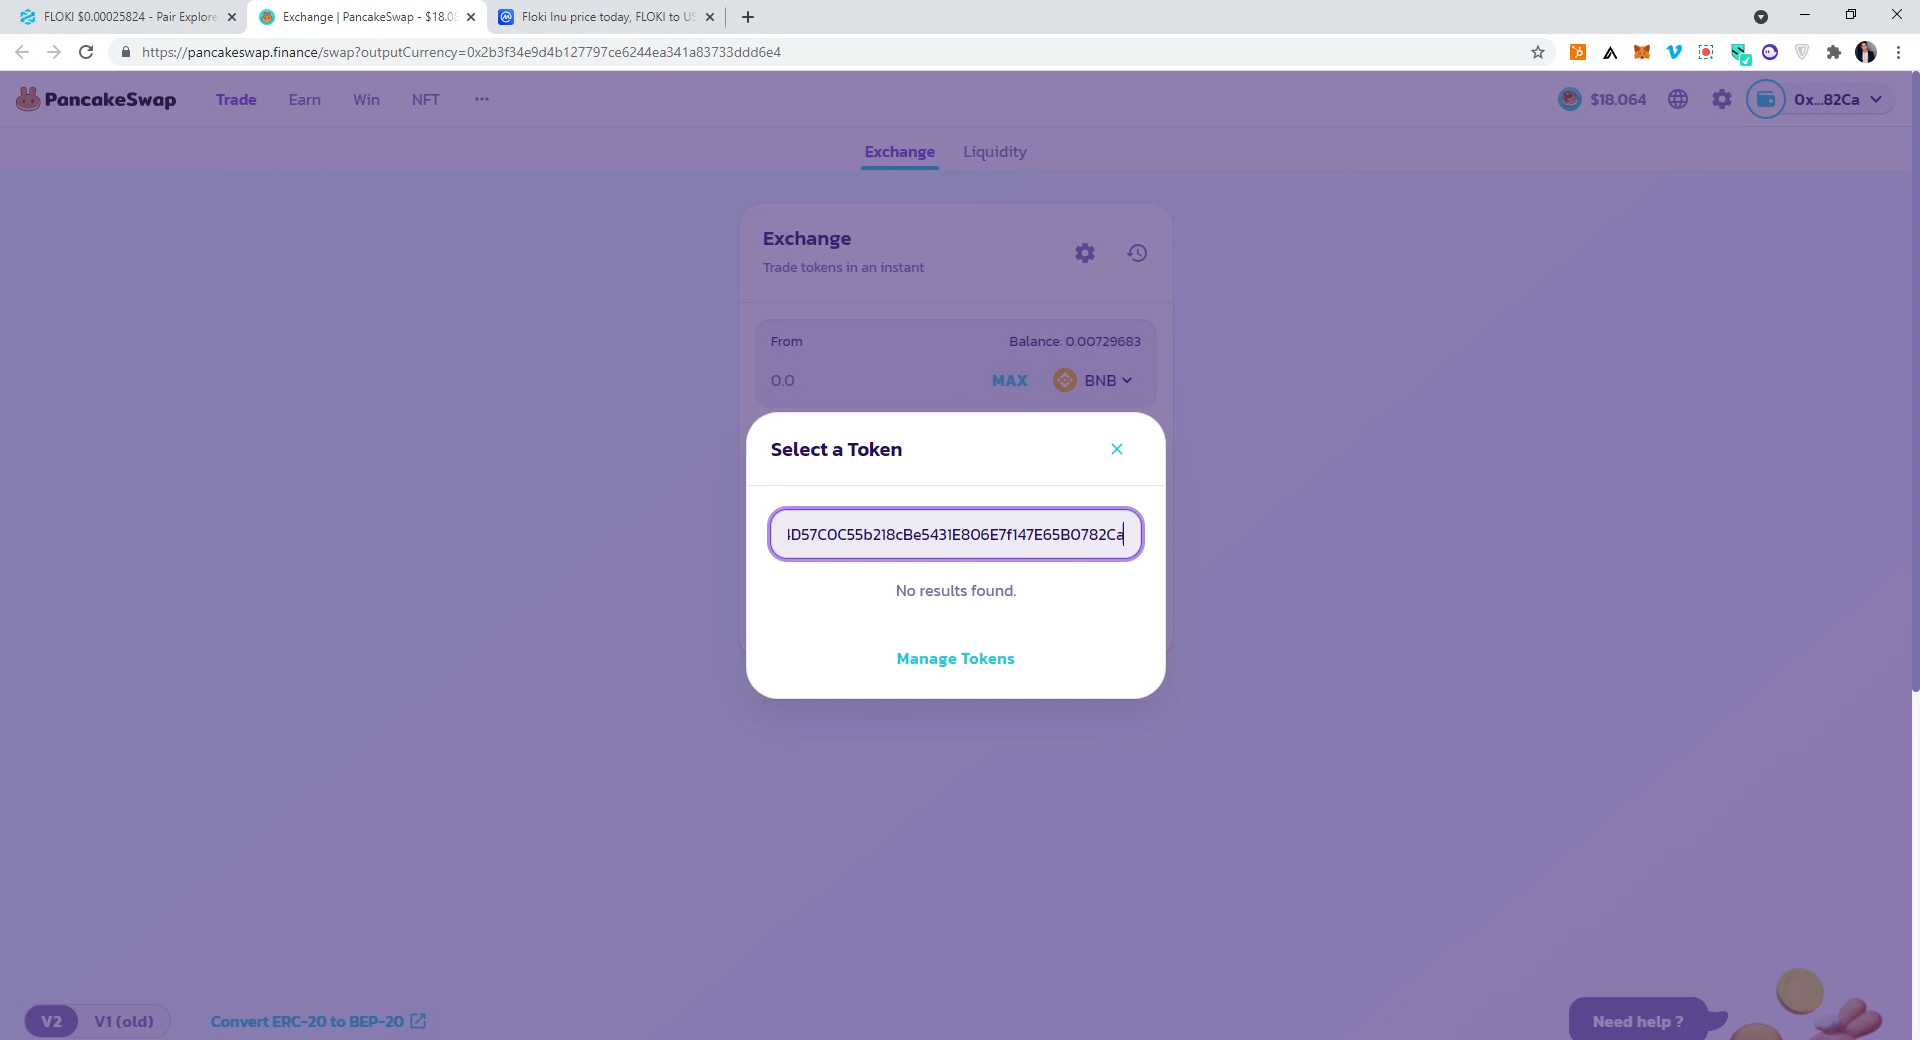 FLOKI $0.00025824 - Pair Explore
Exchange | PancakeSwap - $18.0
Floki Inu price today, FLOKI to US
https://pancakeswap.finance/swap?outputCurrency=0x2b3f34e9d4b127797ce6244ea341a83733ddd6e4
PancakeSwap
Trade
Earn
Win
NFT
$18.064
0x...82Ca
Exchange
Liquidity
Exchange
Trade tokens in an instant
From
Balance: 0.00729683
0.0
MAX
BNB
Select a Token
D57C0C55b218cBe5431E806E7f147E65B0782Ca
No results found.
Manage Tokens
V2
V1 (old)
Convert ERC-20 to BEP-20
Need help ?